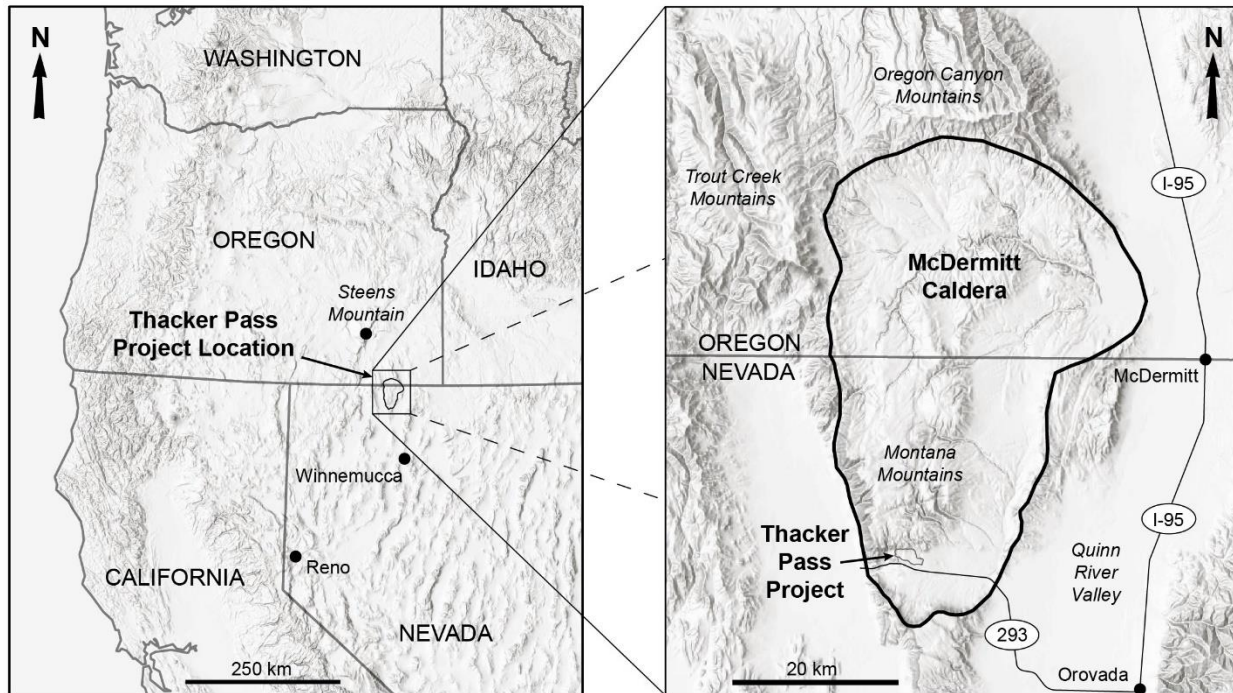 N
WASHINGTON
OREGON
IDAHO
Steens
Mountain
Thacker Pass
Project Location
Winnemucca
Reno
CALIFORNIA
NEVADA
250 km
N
Oregon Canyon
Mountains
Trout Creek
Mountains
I-95
McDermitt
Caldera
OREGON
NEVADA
McDermitt
Montana
Mountains
I-95
Thacker
Pass
Project
Quinn
River
Valley
293
20 km
Orovada